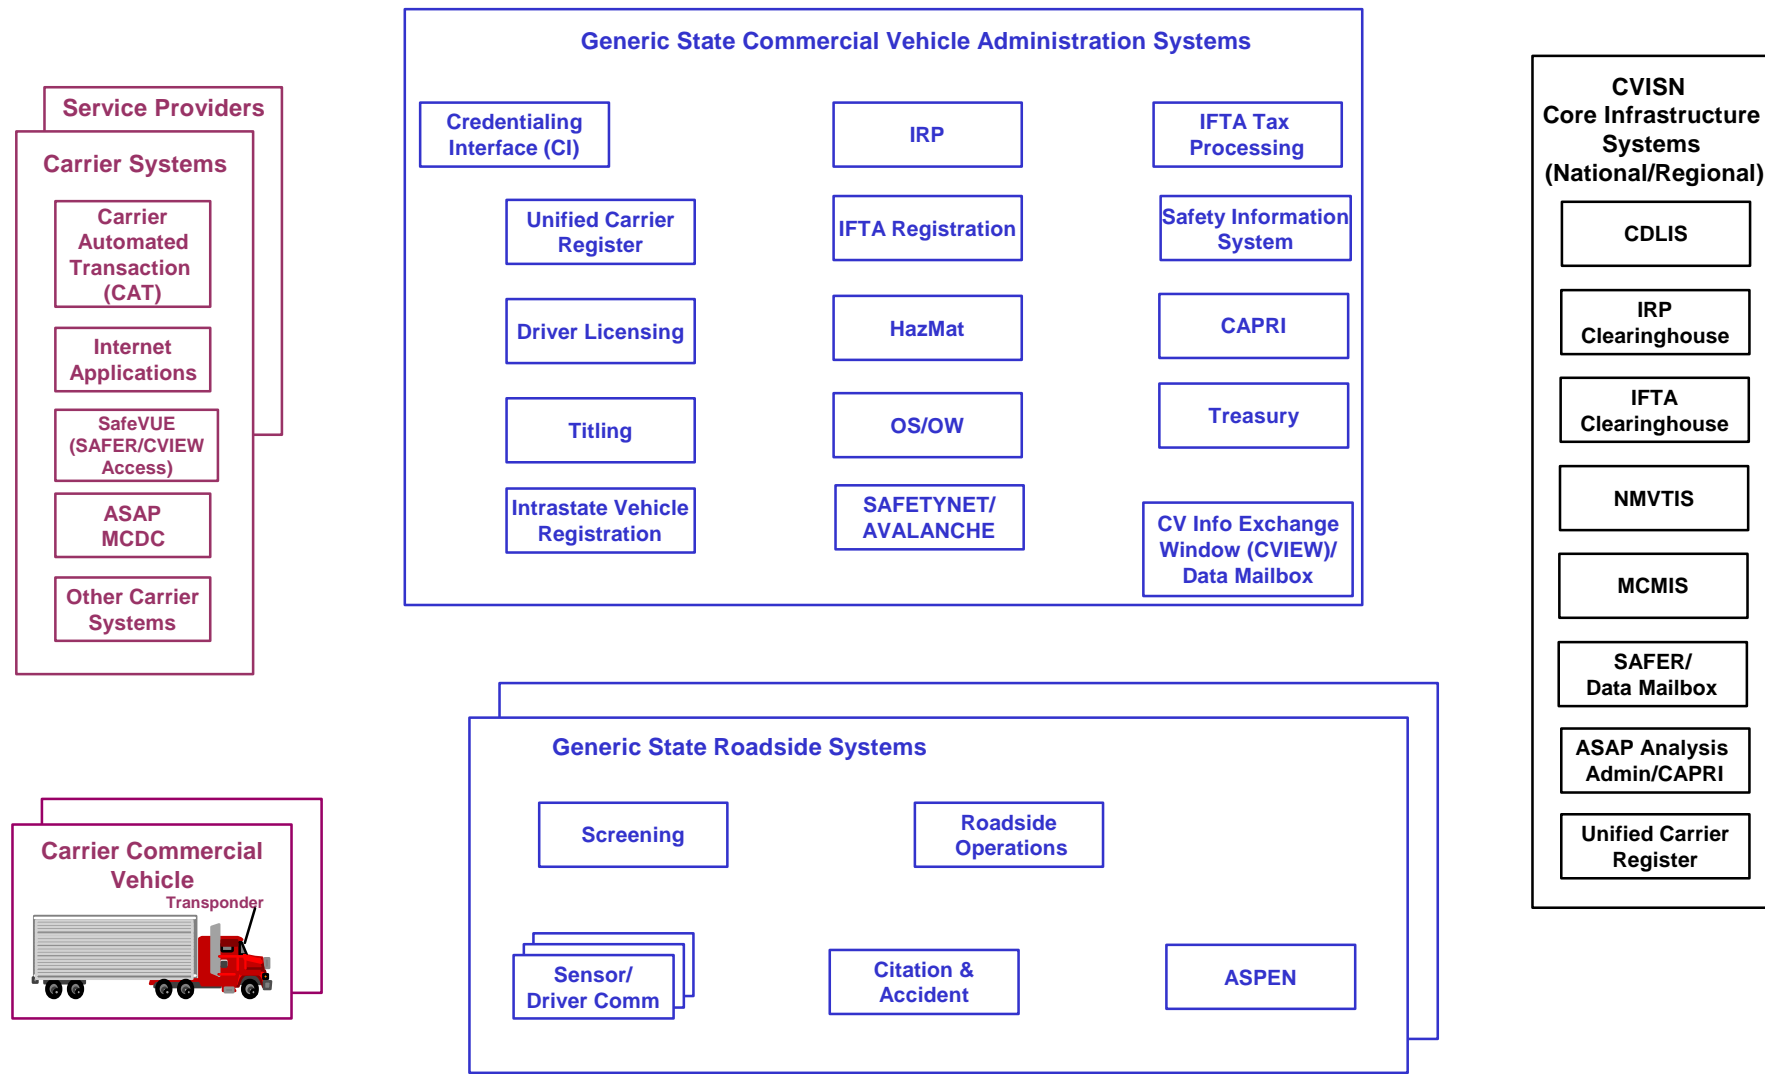 Service Providers
Carrier Systems
Carrier
Automated
Transaction
(CAT)
Internet
Applications
SafeVUE
(SAFER/CVIEW
Access)
ASAP
MCDC
Other Carrier
Systems
Carrier Commercial
Vehicle
Transponder
Generic State Commercial Vehicle Administration Systems
Credentialing
Interface (CI)
IRP
IFTA Tax
Processing
Unified Carrier
Register
IFTA Registration
Safety Information
System
Driver Licensing
HazMat
CAPRI
Titling
OS/OW
Treasury
Intrastate Vehicle
Registration
SAFETYNET/
AVALANCHE
CV Info Exchange
Window (CVIEW)/
Data Mailbox
Generic State Roadside Systems
Screening
Roadside
Operations
Sensor/
Driver Comm
Citation &
Accident
ASPEN
CVISN
Core Infrastructure
Systems
(National/Regional)
CDLIS
IRP
Clearinghouse
IFTA
Clearinghouse
NMVTIS
MCMIS
SAFER/
Data Mailbox
ASAP Analysis
Admin/CAPRI
Unified Carrier
Register